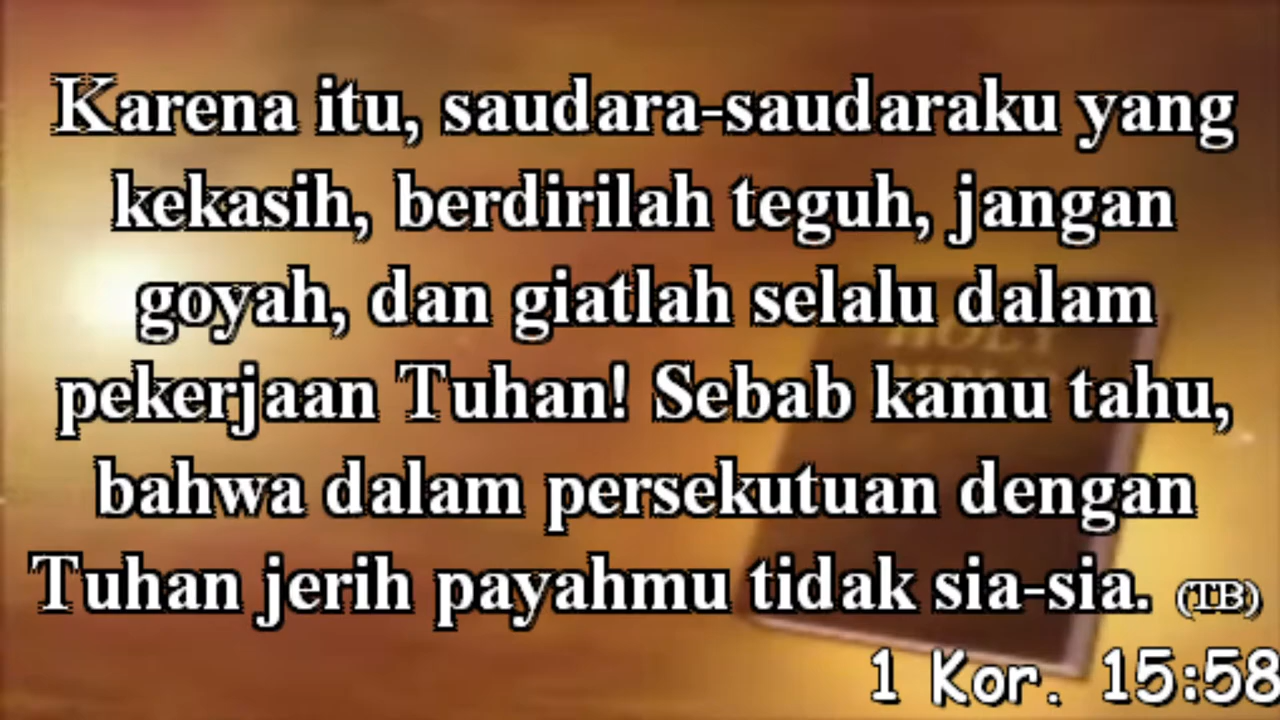 Karena itu, saudara-saudaraku yang
kekasih, berdirilah teguh, jangan
goyah, dan giatlah selalu dalam
pekerjaan Tuhan! Sebab kamu tahu,
bahwa dalam persekutuan dengan
Tuhan jerih payahmu tidak sia-sia. (TB)
1 Kor. 15:58
HOLY